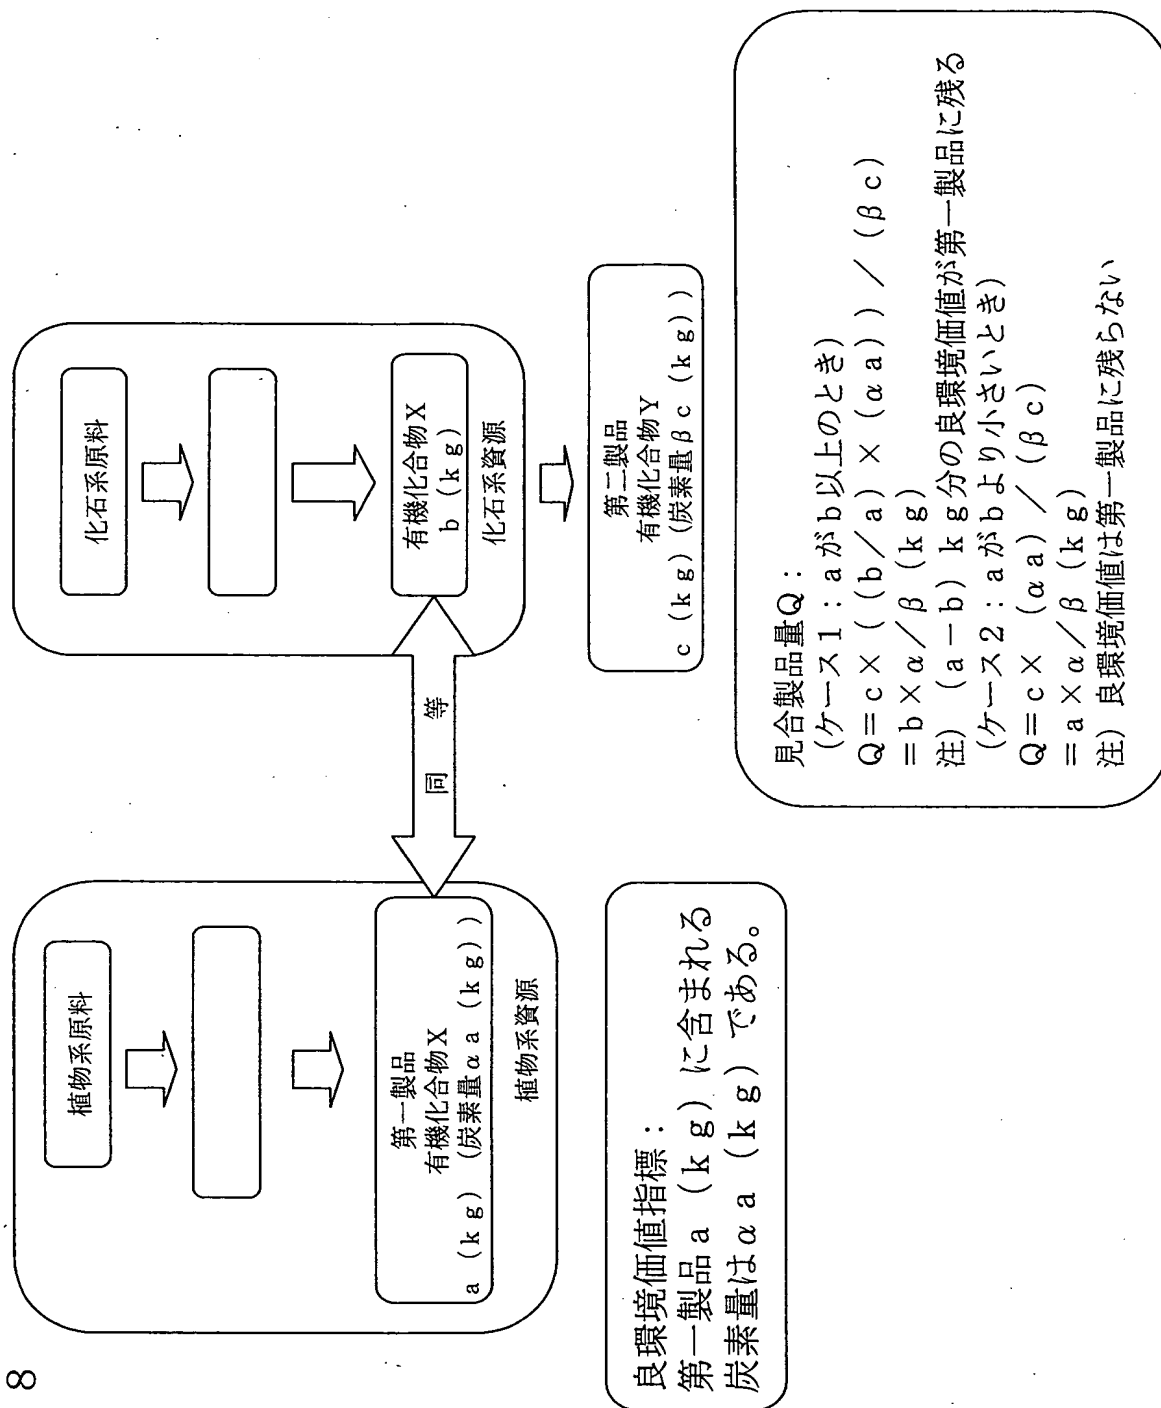 8
植物系原料
第一製品
有機化合物X
a（kg）（炭素量αa（kg））
植物系資源
同等
化石系原料
有機化合物X
b（kg）
化石系資源
第二製品
有機化合物Y
c（kg）（炭素量βc（kg））
良環境価値指標：
第一製品a（kg）に含まれる
炭素量はαa（kg）である。
見合製品量Q：
（ケース1：aがb以上のとき）
Q＝c×（（b/a）×（αa））/（βc）
＝b×α/β（kg）
注）（a－b）kg分の良環境価値が第一製品に残る
（ケース2：aがbより小さいとき）
Q＝c×（αa）/（βc）
＝a×α/β（kg）
注）良環境価値は第一製品に残らない